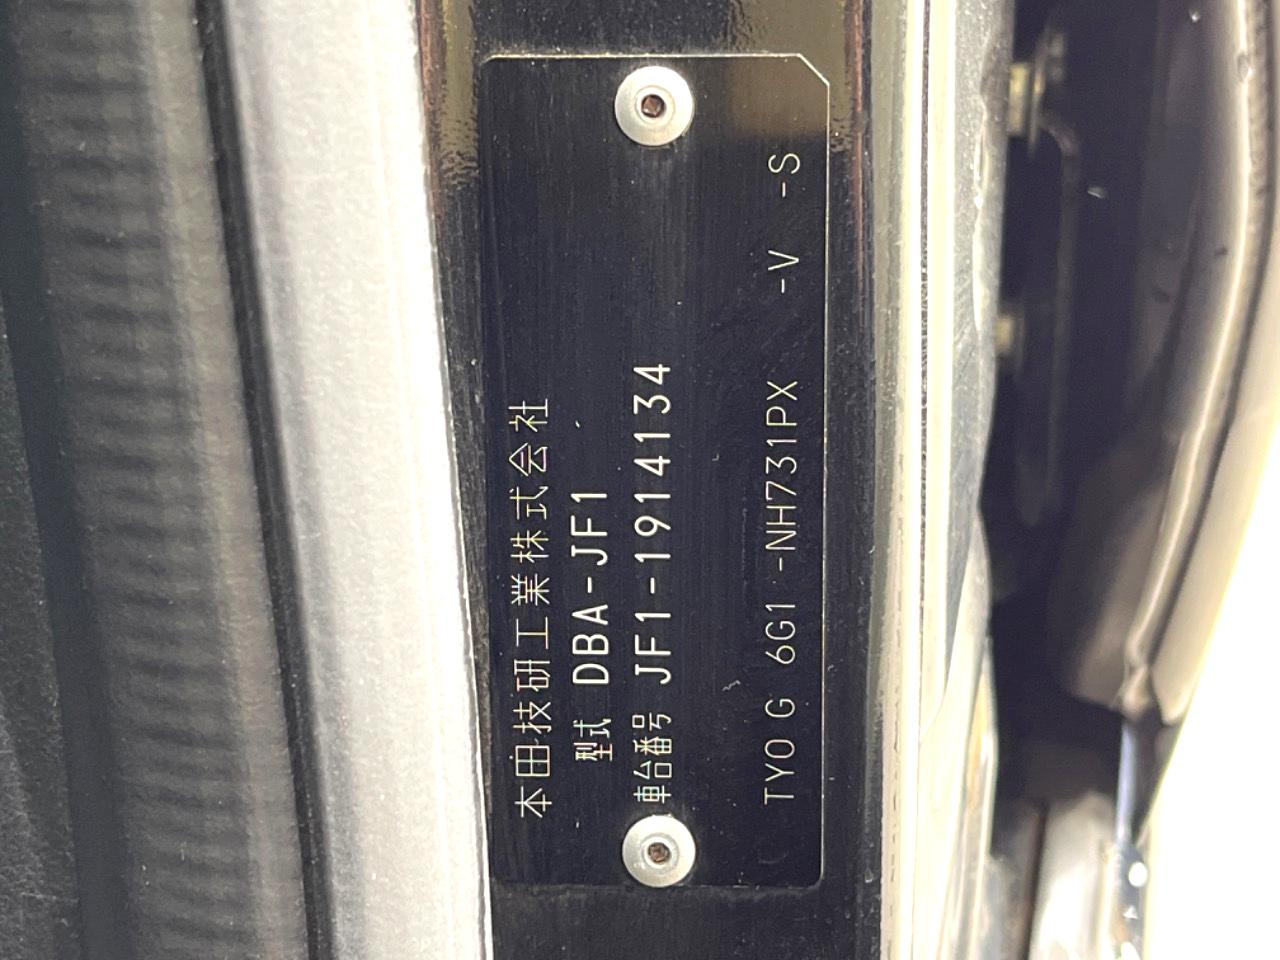 本田技研工業株式会社
型式 DBA-JF1
車台番号 JF1-1914134
TYO G 6G1 -NH731PX -V -S